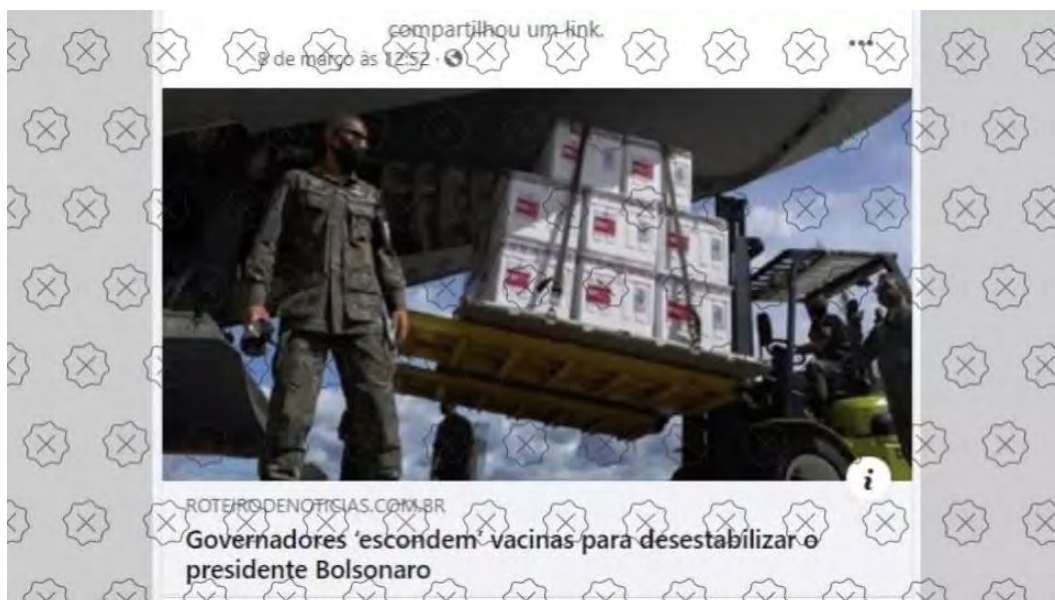 compartilhou um link.
8 de março às 12:52
ROTEIRODENOTICIAS.COM.BR
Governadores 'escondem' vacinas para desestabilizar o
presidente Bolsonaro